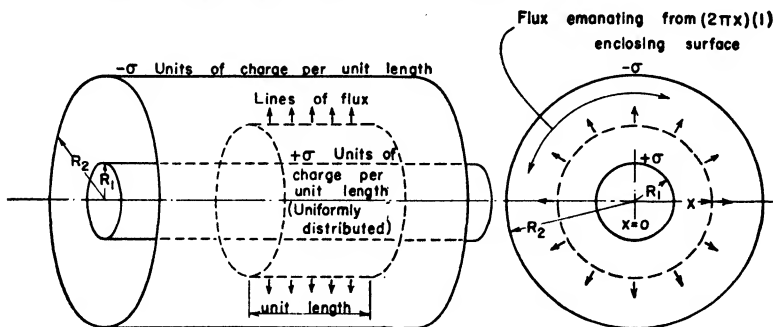 Flux emanating from (2πx)(1)
enclosing surface
-σ Units of charge per unit length
-σ
Lines of flux
+σ Units of
charge per
unit length
(Uniformly
distributed)
R2
R1
unit length
+σ
R1
x
x=0
R2